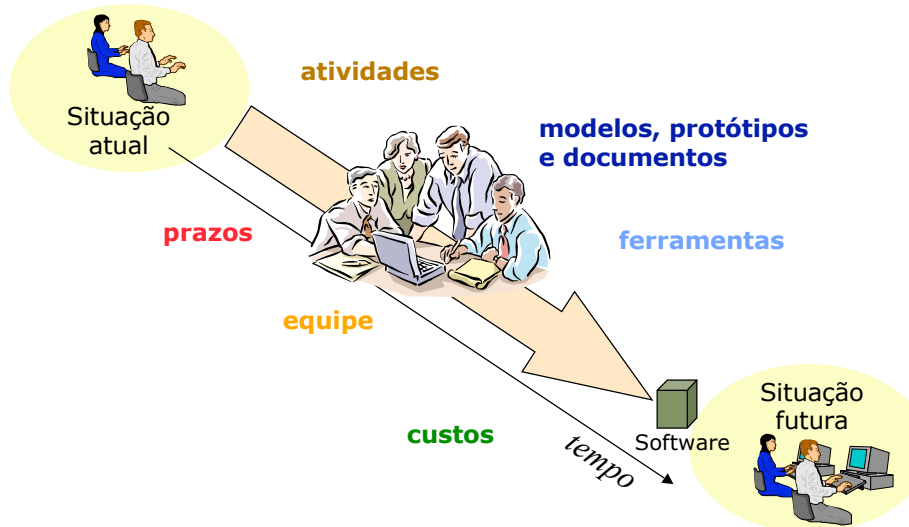 atividades
Situação
atual
modelos, protótipos
e documentos
prazos
ferramentas
equipe
custos
tempo
Software
Situação
futura